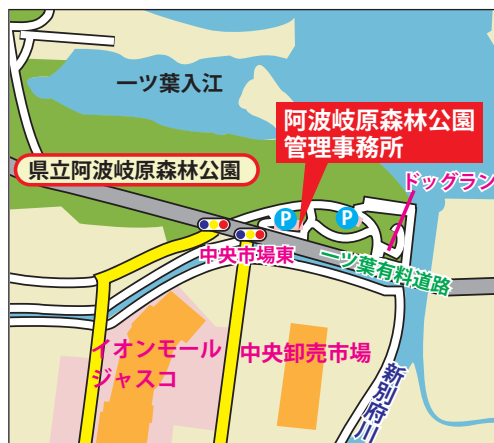 一ツ葉入江
阿波岐原森林公園
管理事務所
県立阿波岐原森林公園
ドッグラン
P
P
中央市場東
一ツ葉有料道路
イオンモール
ジャスコ
中央卸売市場
新別府川